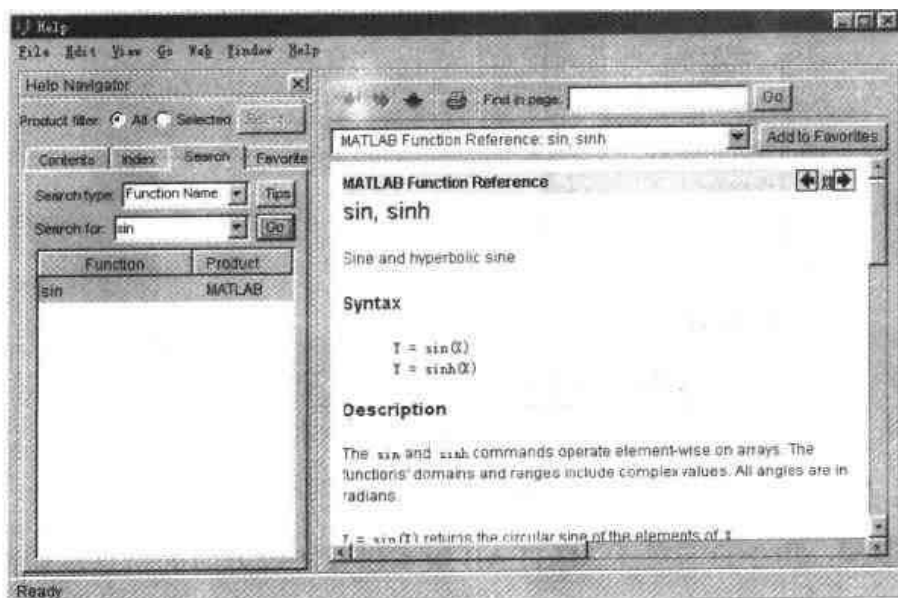 Help
File Edit View Go Web Window Help
Help Navigator
Product filter: All Selected
Contents Index Search Favorite
Search type: Function Name Tips
Search for: sin Go
Function Product
sin MATLAB
Find in page: Go
MATLAB Function Reference: sin, sinh Add to Favorites
MATLAB Function Reference
sin, sinh
Sine and hyperbolic sine
Syntax
Y = sin(X)
Y = sinh(X)
Description
The sin and sinh commands operate element-wise on arrays. The
functions' domains and ranges include complex values. All angles are in
radians.
Y = sin(X) returns the circular sine of the elements of X
Ready